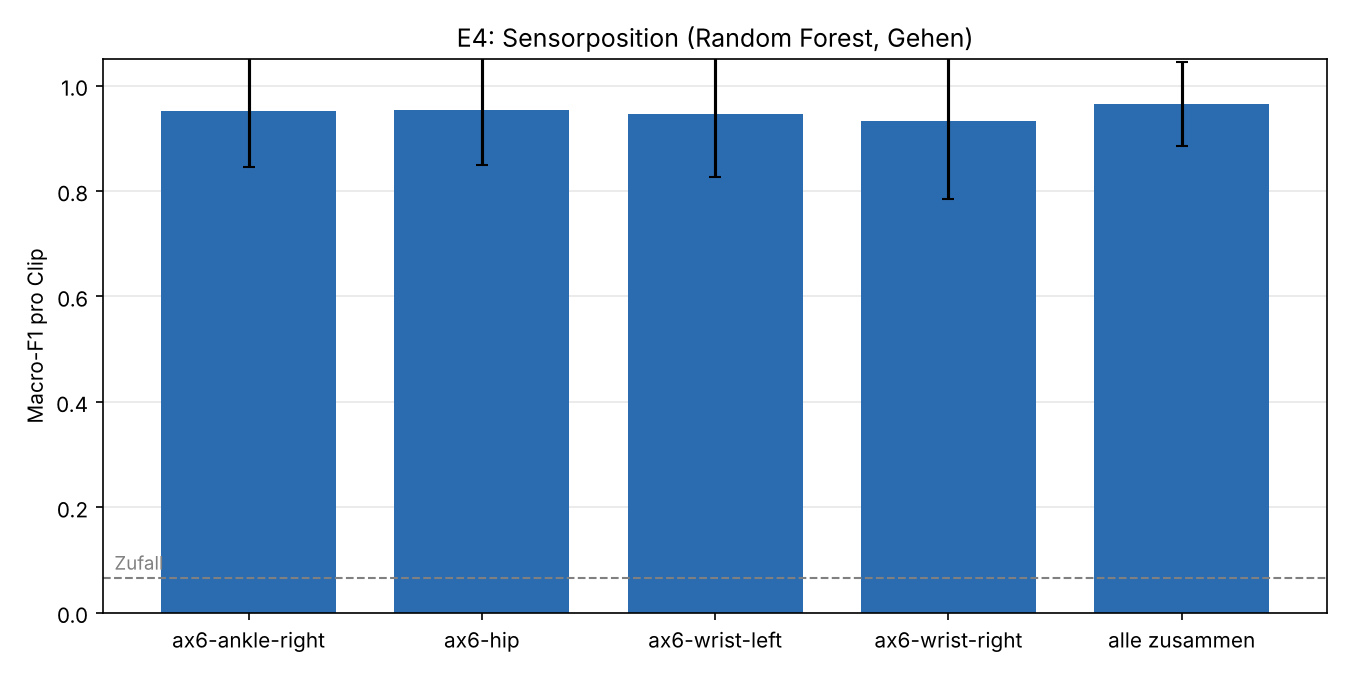 E4: Sensorposition (Random Forest, Gehen)
Macro-F1 pro Clip
1.0
0.8
0.6
0.4
0.2
0.0
Zufall
ax6-ankle-right
ax6-hip
ax6-wrist-left
ax6-wrist-right
alle zusammen